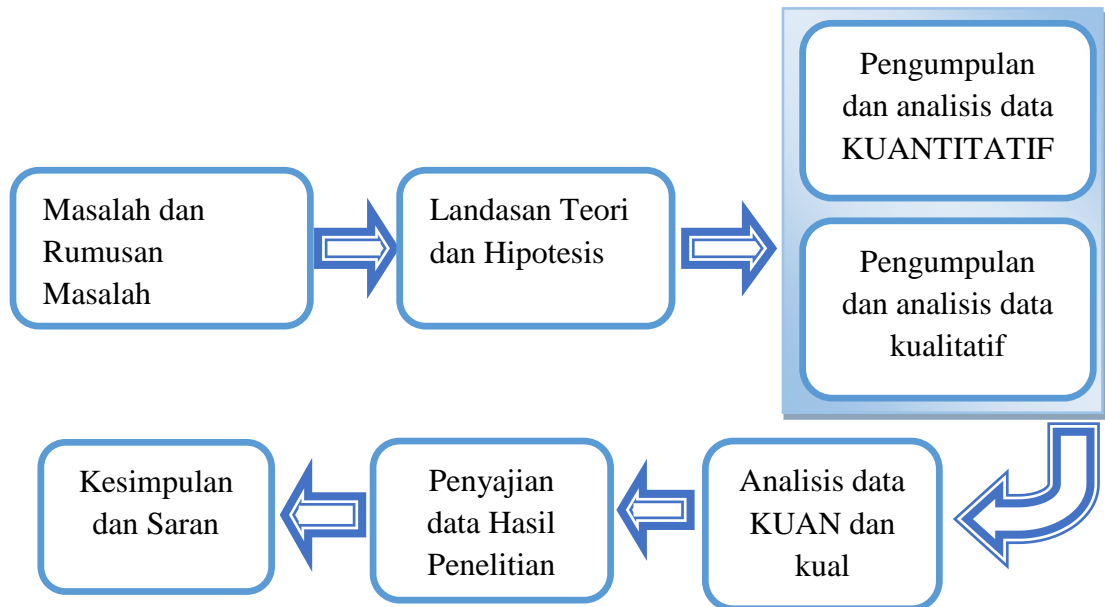 Masalah dan
Rumusan
Masalah
Landasan Teori
dan Hipotesis
Pengumpulan
dan analisis data
KUANTITATIF
Pengumpulan
dan analisis data
kualitatif
Analisis data
KUAN dan
kual
Penyajian
data Hasil
Penelitian
Kesimpulan
dan Saran